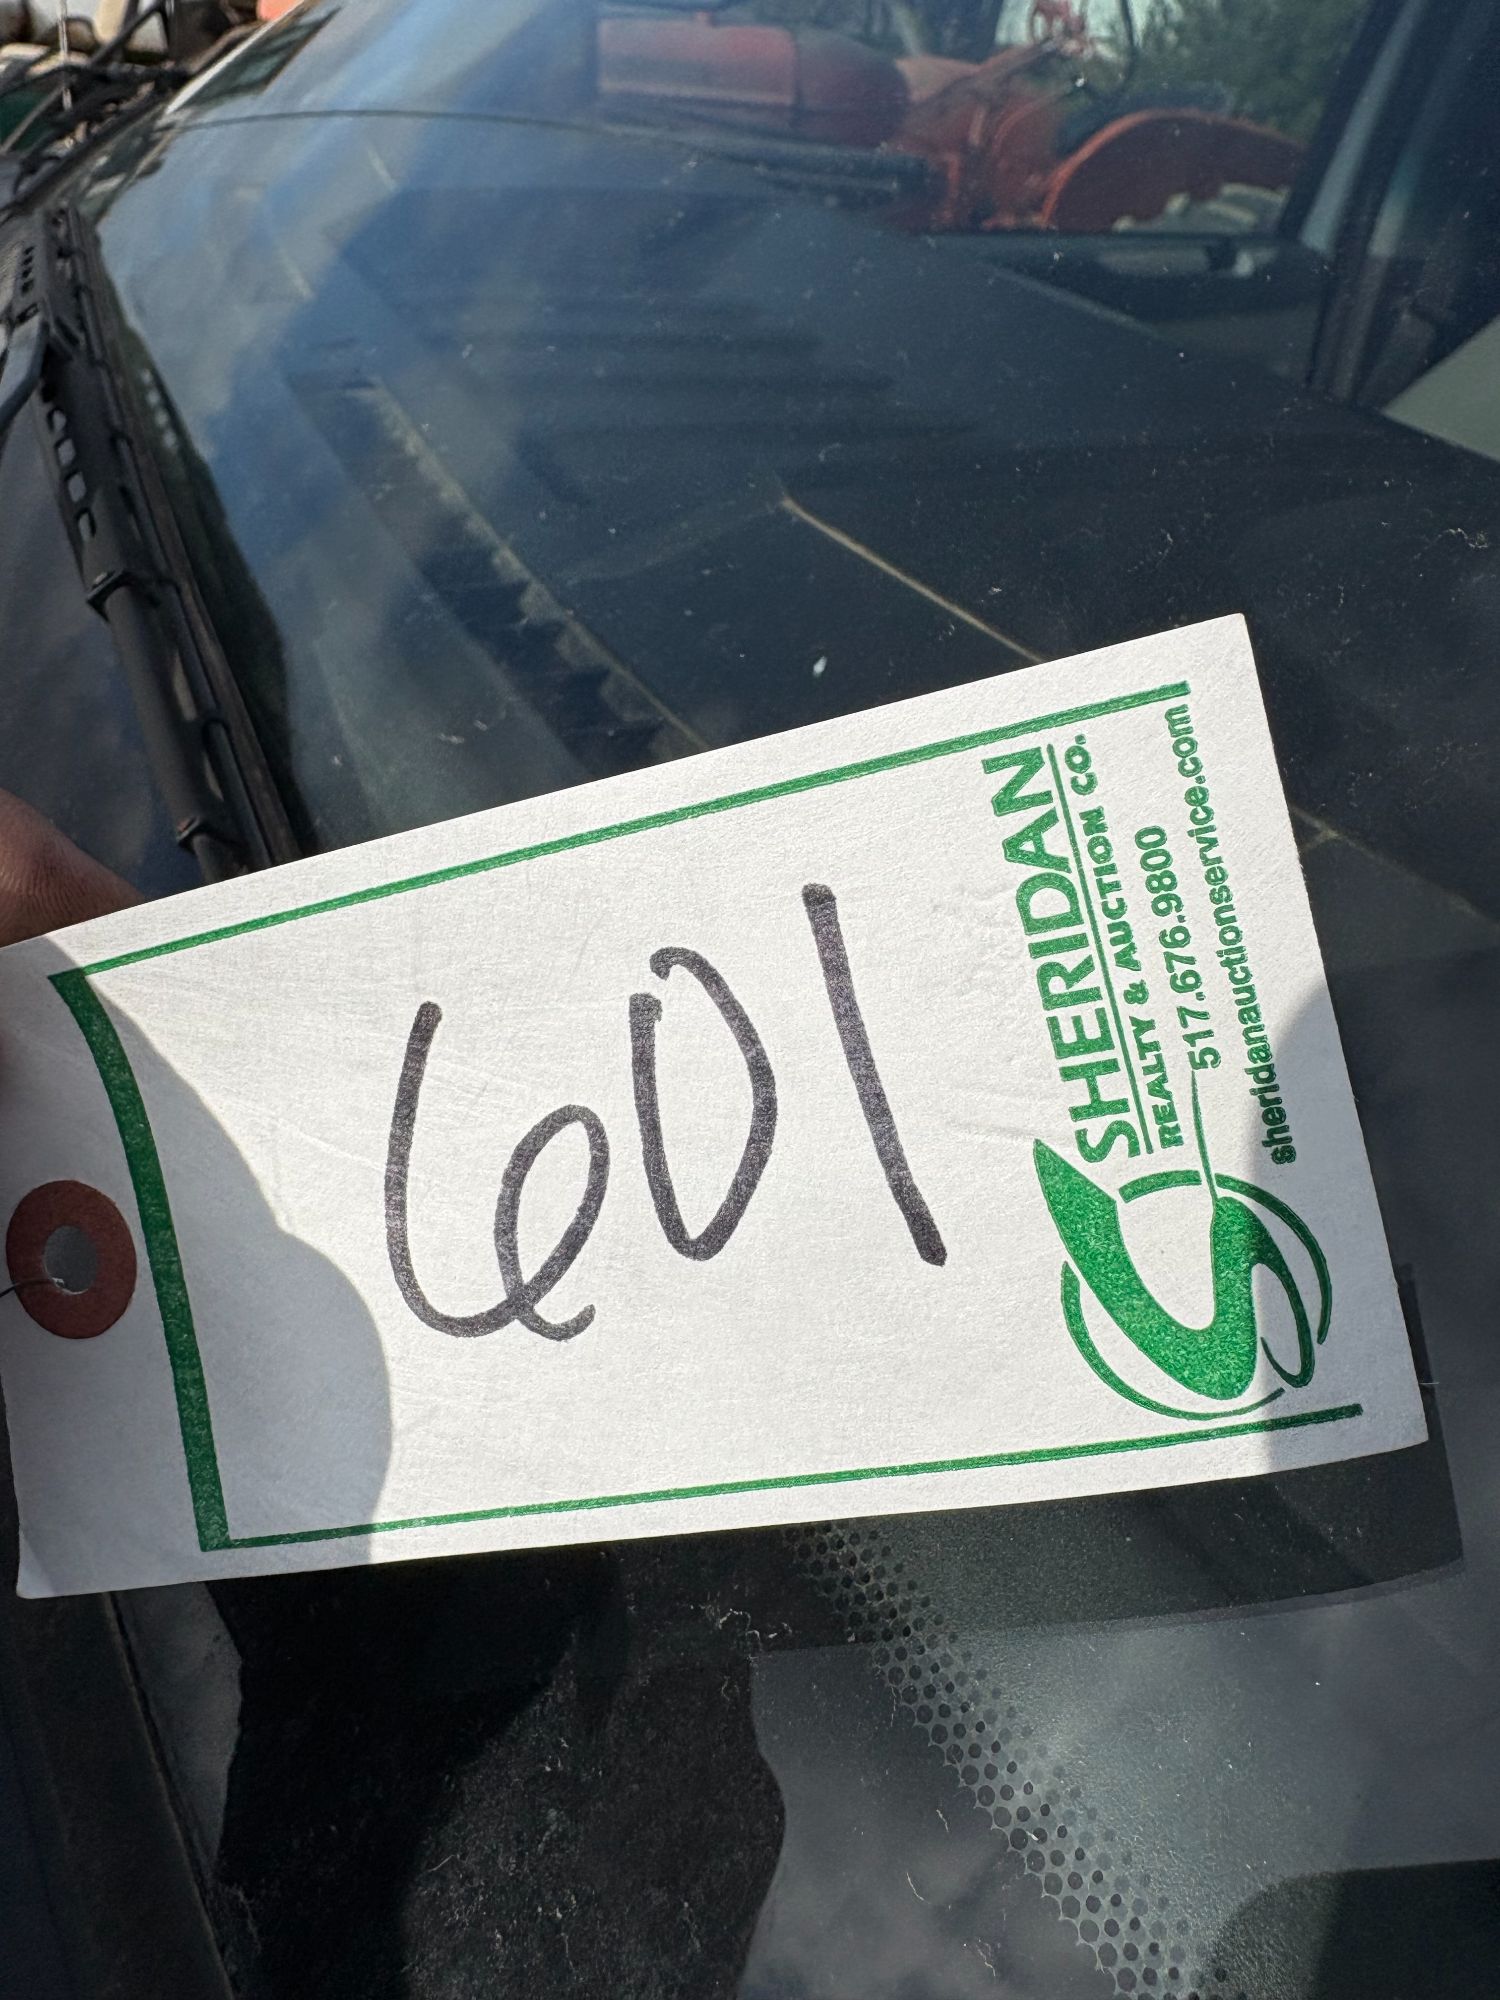 601
SHERIDAN
REALTY & AUCTION CO.
517.676.9800
sheridanauctionservice.com